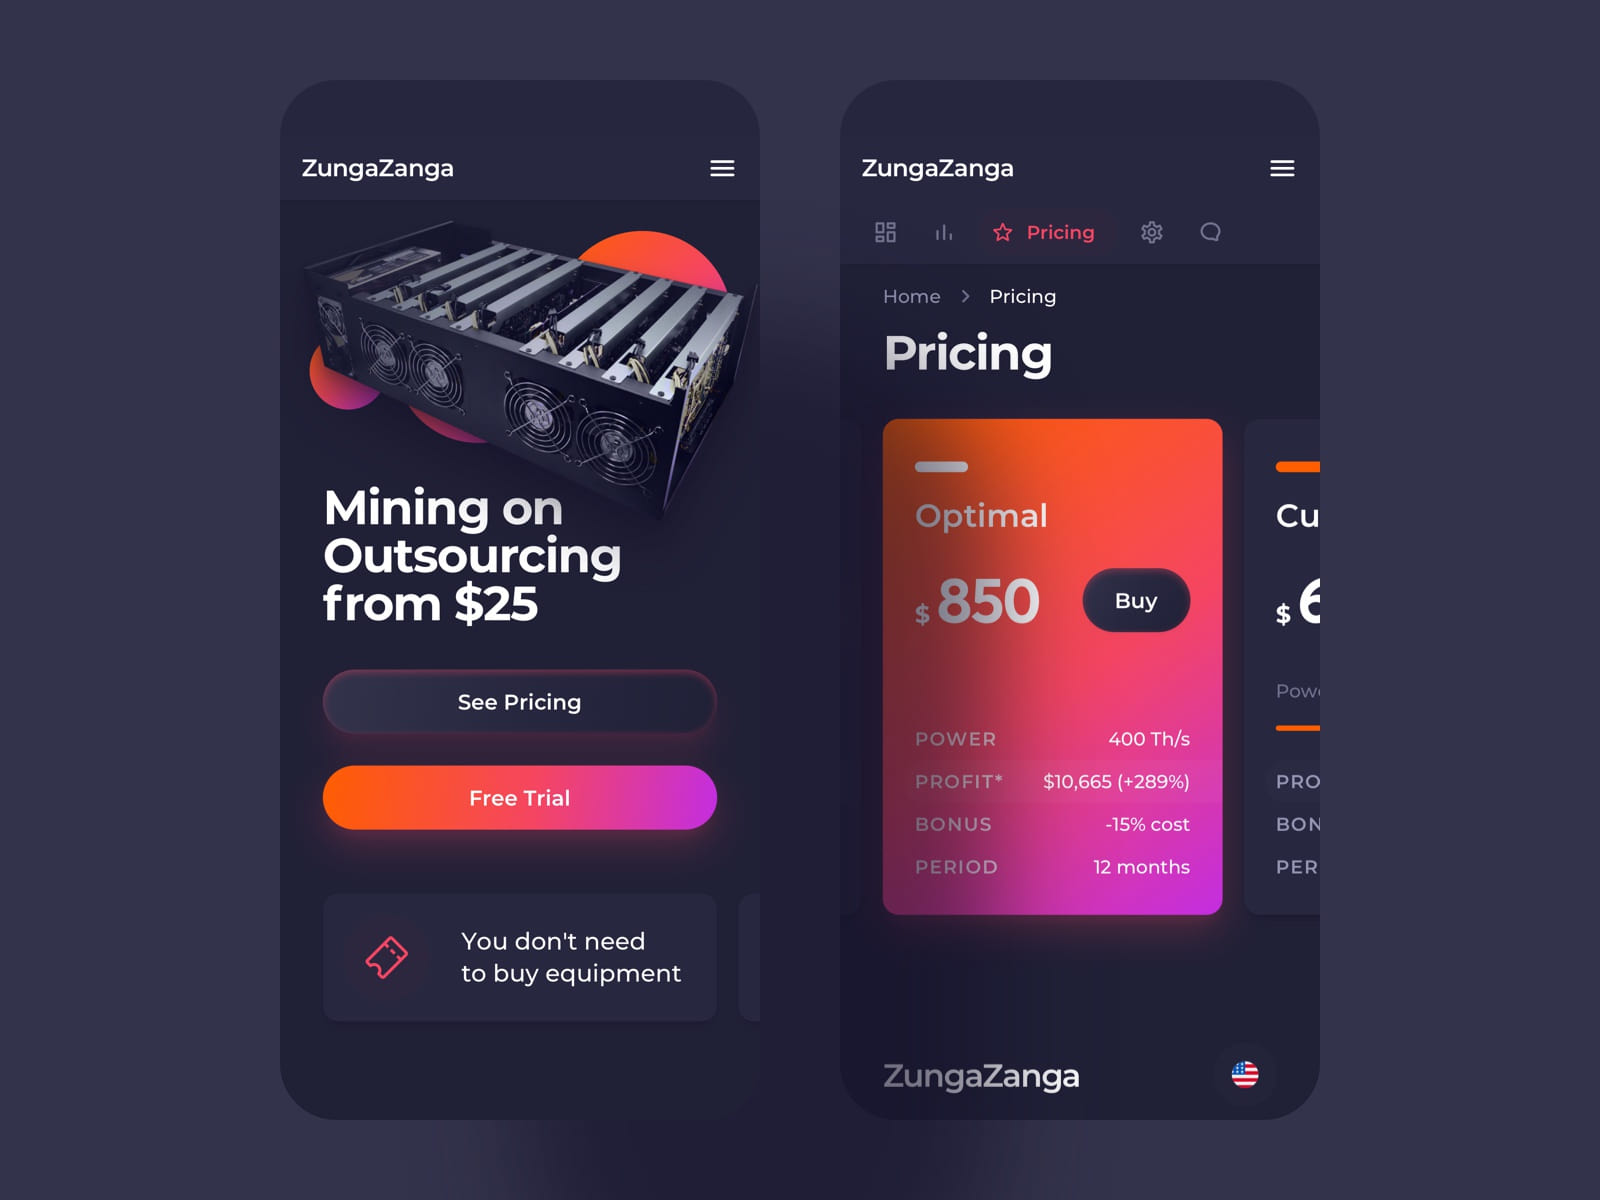 ZungaZanga
Mining on
Outsourcing
from $25
See Pricing
Free Trial
You don't need
to buy equipment
ZungaZanga
Pricing
Home > Pricing
Pricing
Optimal
$ 850
Buy
POWER 400 Th/s
PROFIT* $10,665 (+289%)
BONUS -15% cost
PERIOD 12 months
Cu
$ 6
Pow
PRO
BON
PER
ZungaZanga